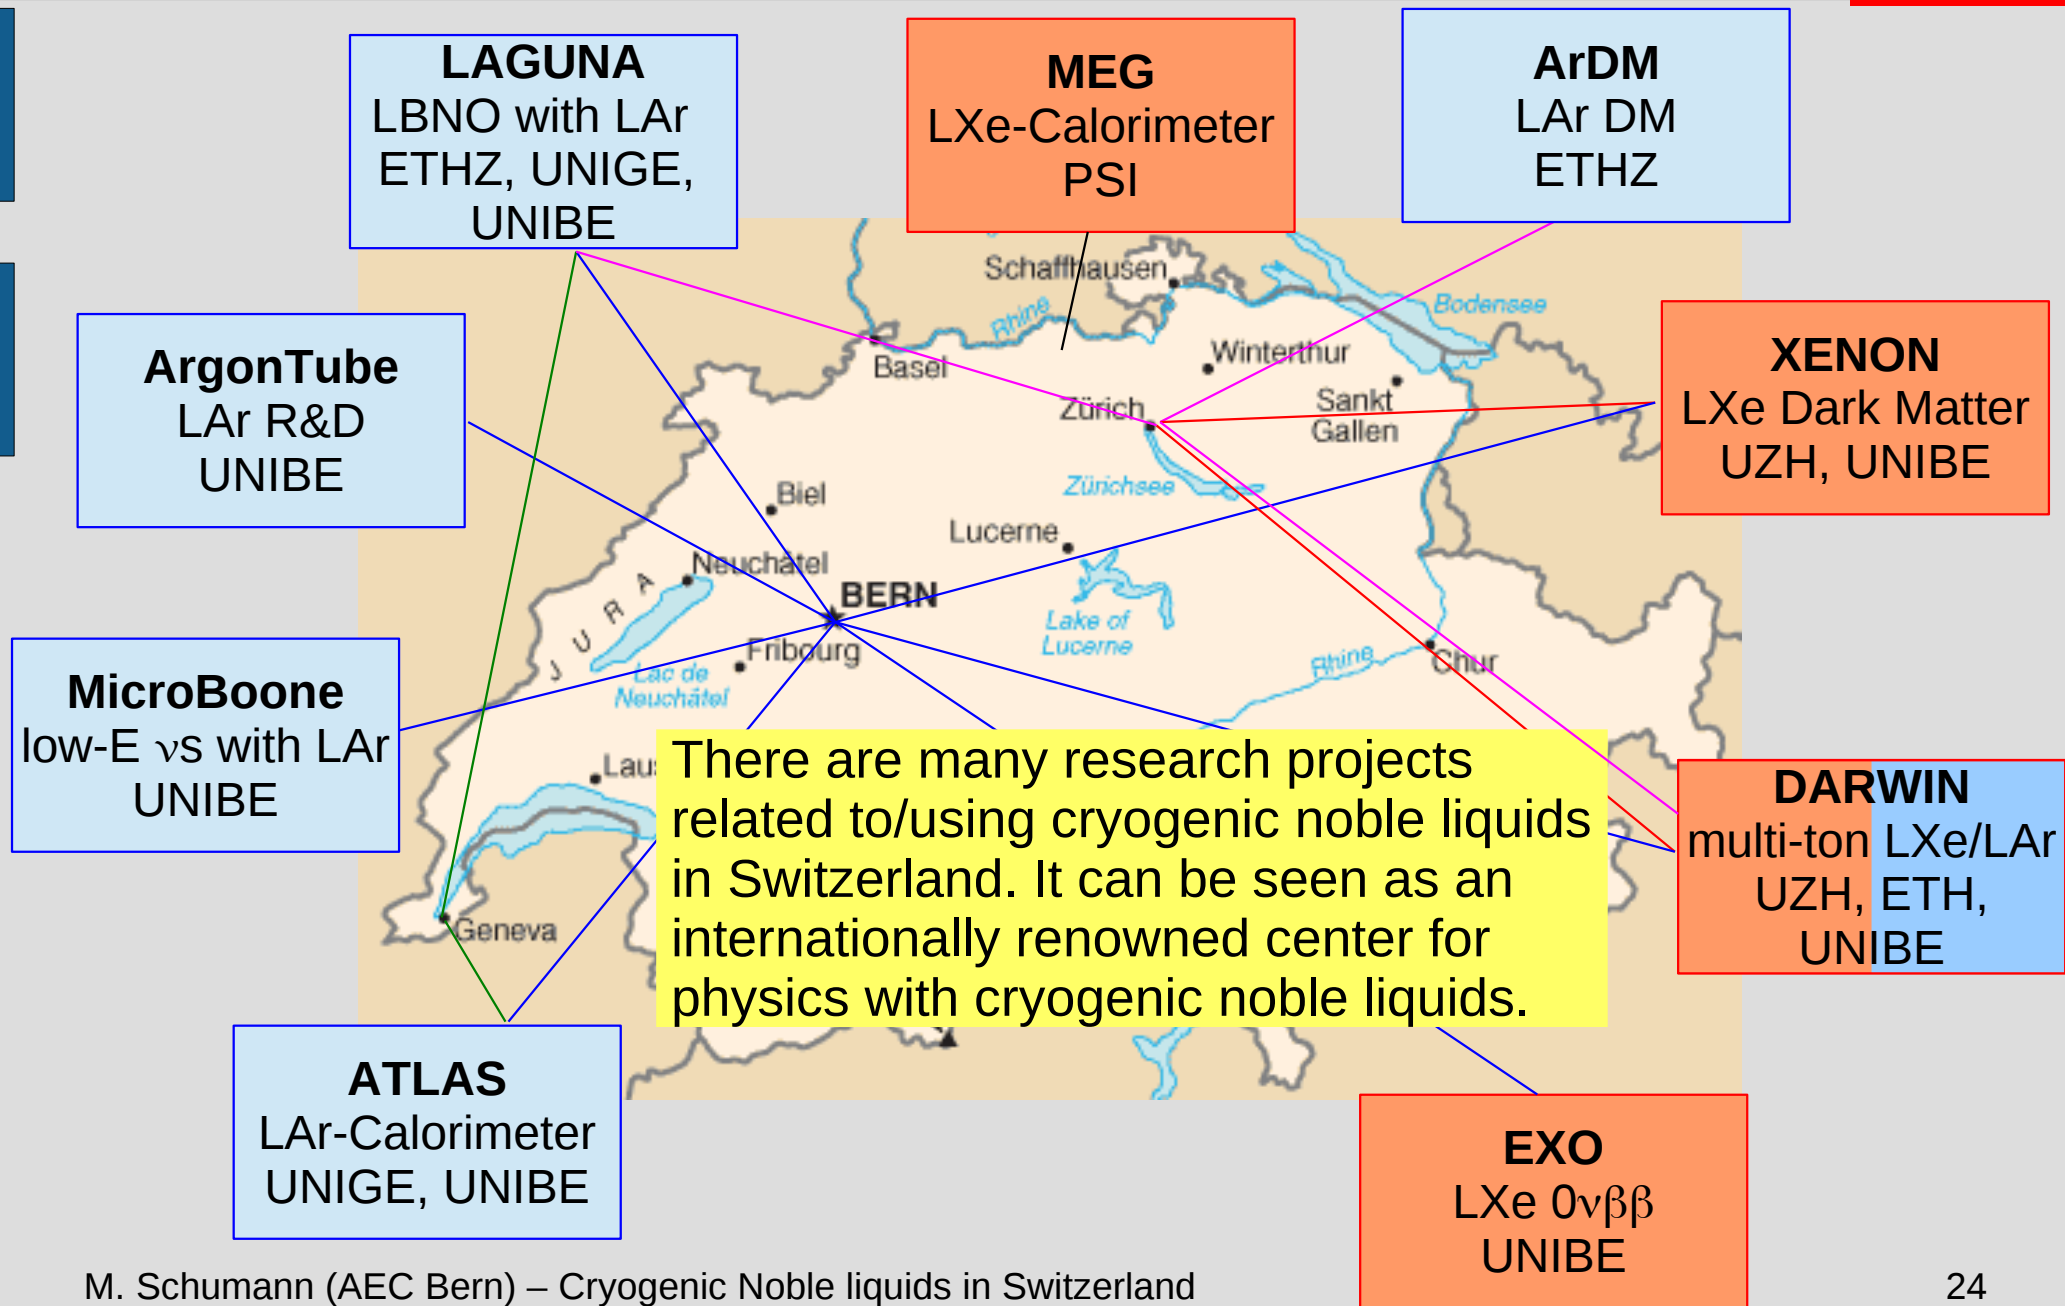 LAGUNA
LBNO with LAr
ETHZ, UNIGE,
UNIBE
MEG
LXe-Calorimeter
PSI
ArDM
LAr DM
ETHZ
ArgonTube
LAr R&D
UNIBE
XENON
LXe Dark Matter
UZH, UNIBE
MicroBoone
low-E νs with LAr
UNIBE
DARWIN
multi-ton LXe/LAr
UZH, ETH,
UNIBE
ATLAS
LAr-Calorimeter
UNIGE, UNIBE
EXO
LXe 0νββ
UNIBE
Schaffhausen
Rhine
Bodensee
Basel
Winterthur
Zürich
Sankt
Gallen
Zürichsee
Biel
Lucerne
Neuchâtel
BERN
JURA
Lake of
Lucerne
Fribourg
Lac de
Neuchâtel
Rhine
Chur
Geneva
There are many research projects
related to/using cryogenic noble liquids
in Switzerland. It can be seen as an
internationally renowned center for
physics with cryogenic noble liquids.
M. Schumann (AEC Bern) – Cryogenic Noble liquids in Switzerland
24